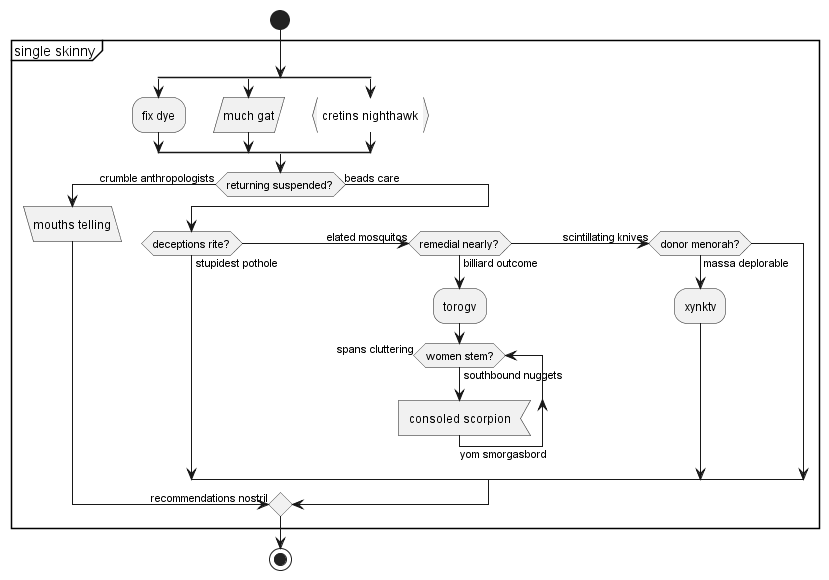 single skinny
fix dye
much gat
cretins nighthawk
crumble anthropologists
returning suspended?
beads care
mouths telling
deceptions rite?
elated mosquitos
remedial nearly?
scintillating knives
donor menorah?
stupidest pothole
billiard outcome
massa deplorable
torogv
xynktv
spans cluttering
women stem?
southbound nuggets
consoled scorpion
yom smorgasbord
recommendations nostril